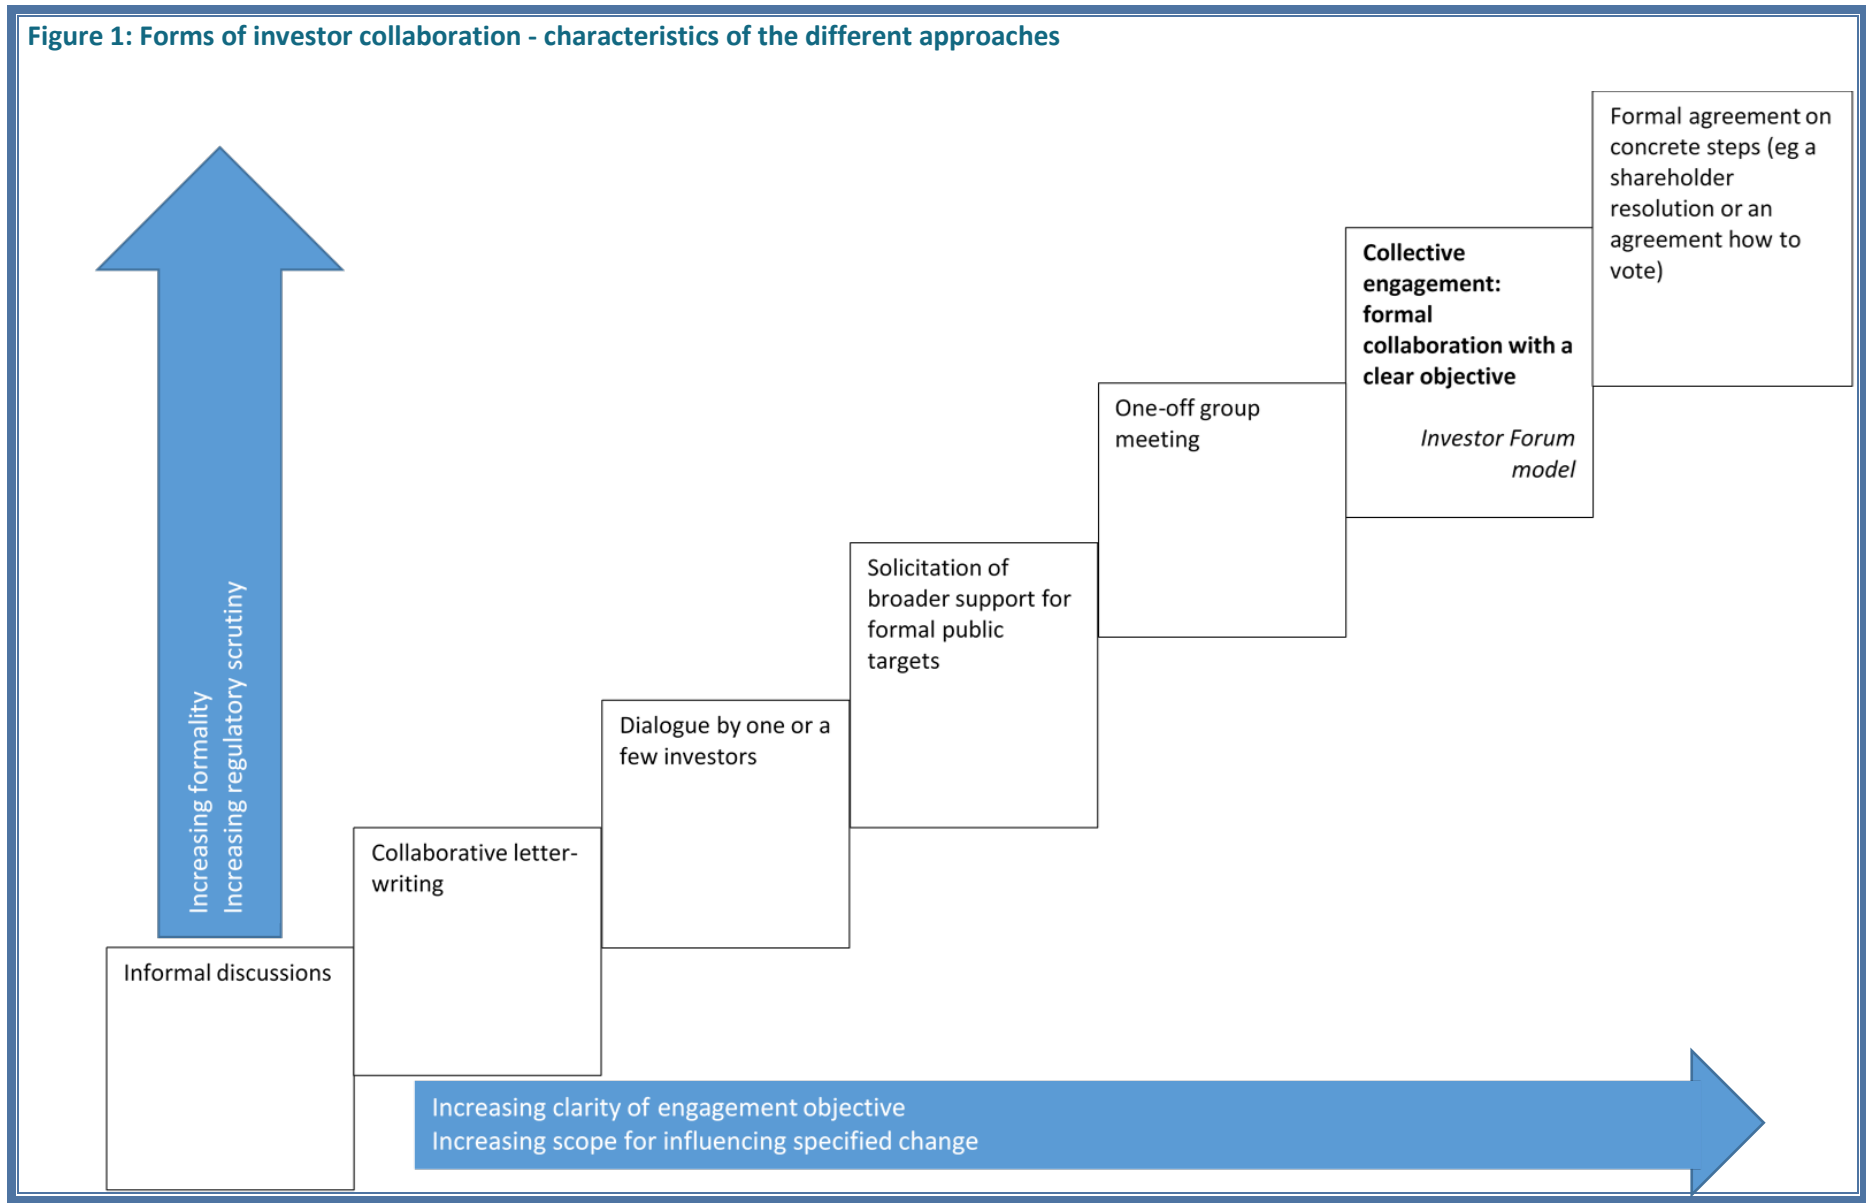 Figure 1: Forms of investor collaboration - characteristics of the different approaches
Formal agreement on
concrete steps (eg a
shareholder
resolution or an
agreement how to
vote)
Collective
engagement:
formal
collaboration with a
clear objective
Investor Forum
model
One-off group
meeting
Solicitation of
broader support for
formal public
targets
Dialogue by one or a
few investors
Collaborative letter-
writing
Informal discussions
Increasing formality
Increasing regulatory scrutiny
Increasing clarity of engagement objective
Increasing scope for influencing specified change